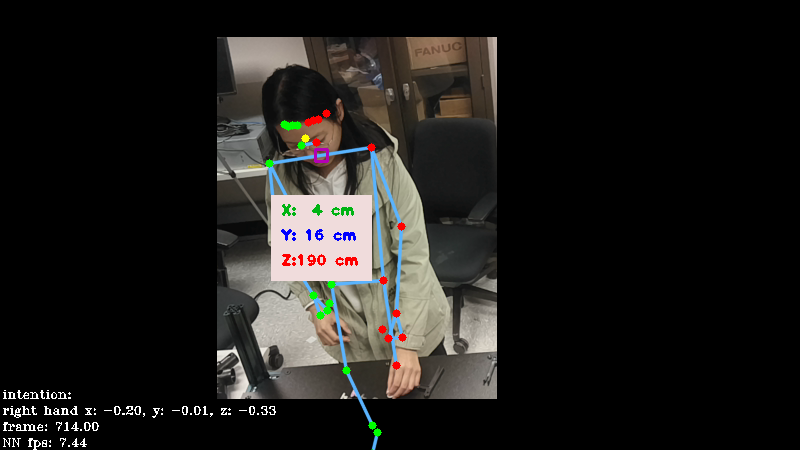 FANUC
X: 4 cm
Y: 16 cm
Z:190 cm
intention:
right hand x: −0.20, y: −0.01, z: −0.33
frame: 714.00
NN fps: 7.44